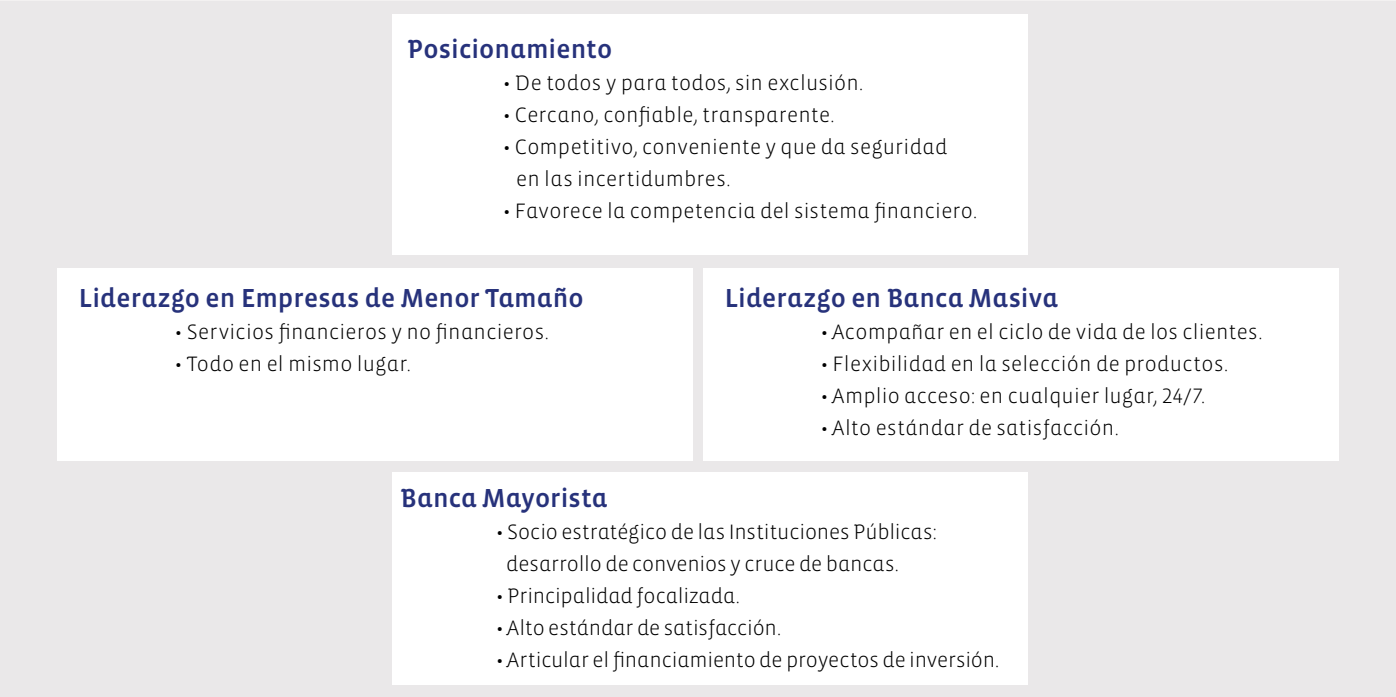 Posicionamiento
• De todos y para todos, sin exclusión.
• Cercano, confiable, transparente.
• Competitivo, conveniente y que da seguridad
en las incertidumbres.
• Favorece la competencia del sistema financiero.
Liderazgo en Empresas de Menor Tamaño
• Servicios financieros y no financieros.
• Todo en el mismo lugar.
Liderazgo en Banca Masiva
• Acompañar en el ciclo de vida de los clientes.
• Flexibilidad en la selección de productos.
• Amplio acceso: en cualquier lugar, 24/7.
• Alto estándar de satisfacción.
Banca Mayorista
• Socio estratégico de las Instituciones Públicas:
desarrollo de convenios y cruce de bancas.
• Principalidad focalizada.
• Alto estándar de satisfacción.
• Articular el financiamiento de proyectos de inversión.